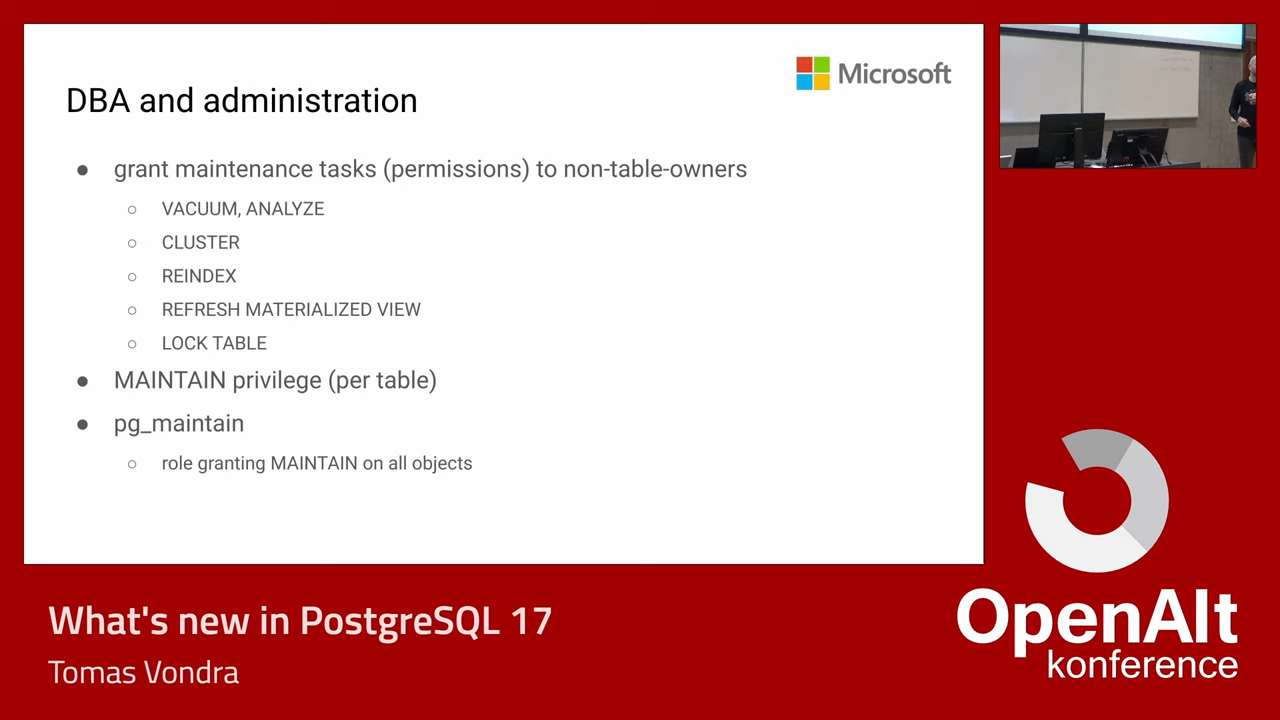 Microsoft
DBA and administration
● grant maintenance tasks (permissions) to non-table-owners
○ VACUUM, ANALYZE
○ CLUSTER
○ REINDEX
○ REFRESH MATERIALIZED VIEW
○ LOCK TABLE
● MAINTAIN privilege (per table)
● pg_maintain
○ role granting MAINTAIN on all objects
What's new in PostgreSQL 17
Tomas Vondra
OpenAlt
konference